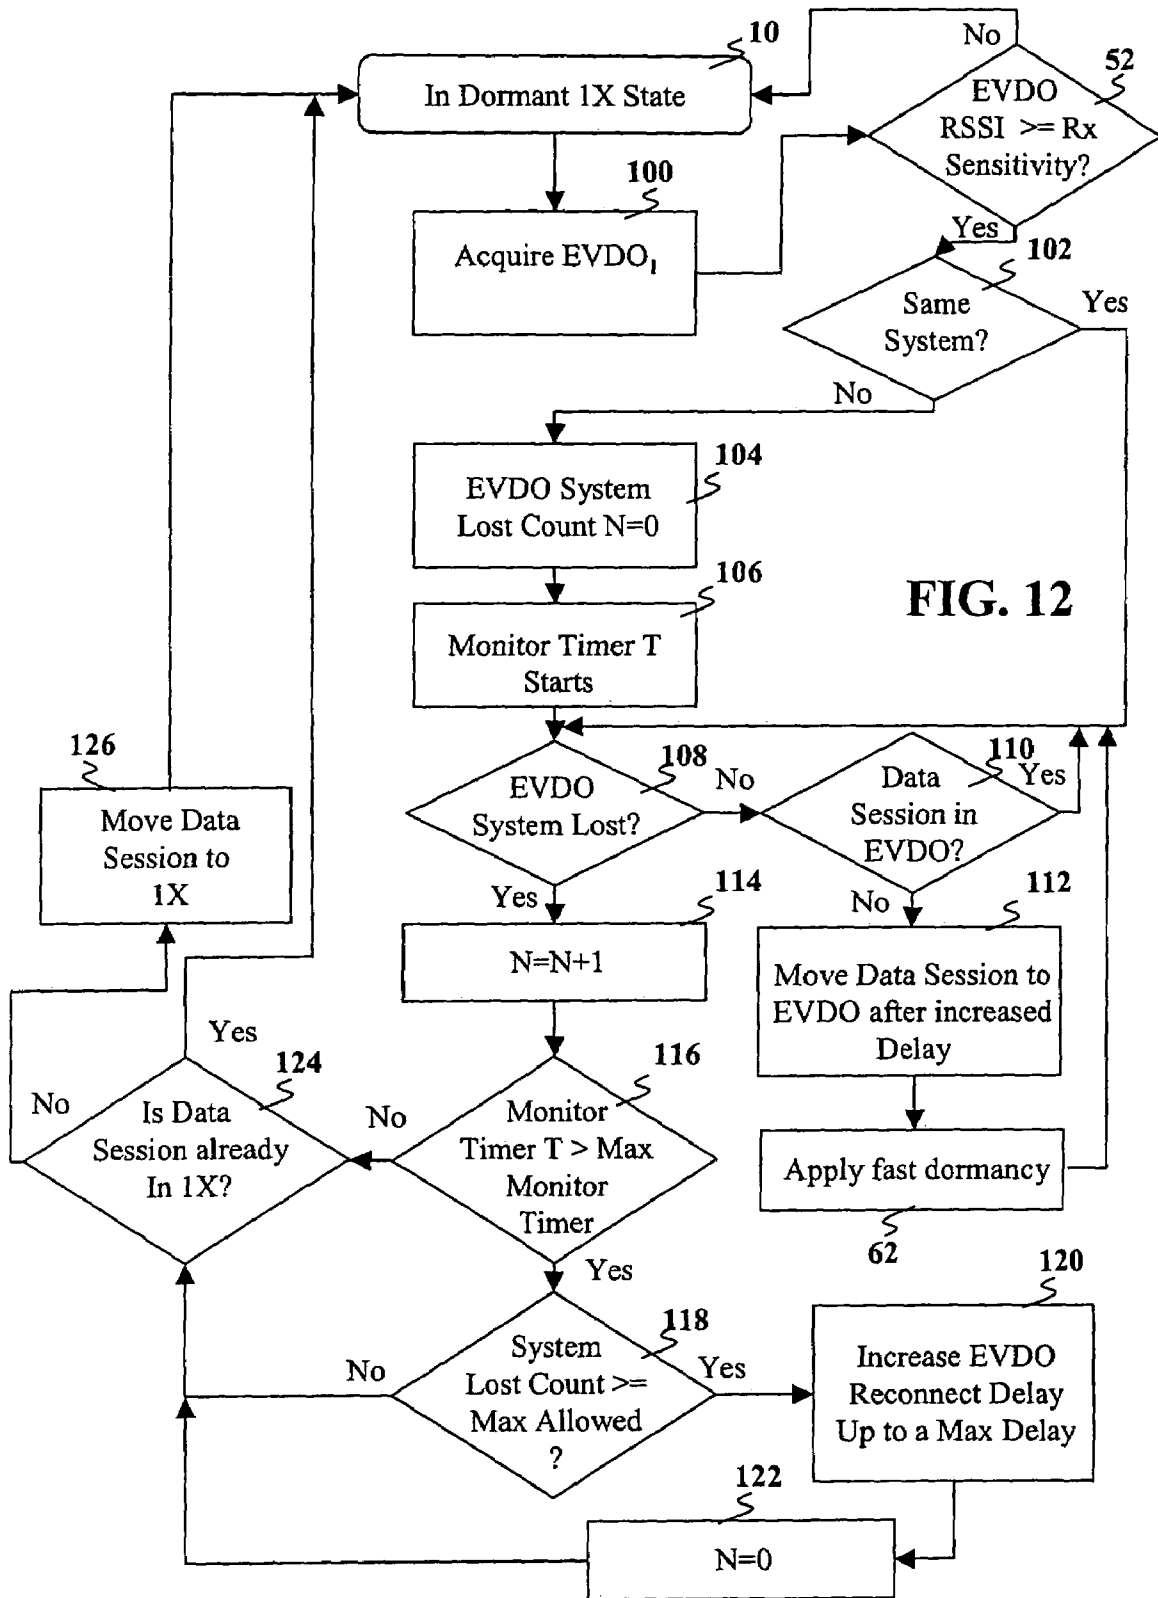 10
In Dormant 1X State
No
52
EVDO
RSSI >= Rx
Sensitivity?
100
Acquire EVDO1
Yes
102
Same
System?
Yes
No
104
EVDO System
Lost Count N=0
106
Monitor Timer T
Starts
FIG. 12
126
Move Data
Session to
1X
108
EVDO
System Lost?
No
110
Data
Session in
EVDO?
Yes
Yes
114
N=N+1
No
112
Move Data Session to
EVDO after increased
Delay
Yes
124
Is Data
Session already
In 1X?
No
No
116
Monitor
Timer T > Max
Monitor
Timer
Apply fast dormancy
62
Yes
118
System
Lost Count >=
Max Allowed
?
No
Yes
120
Increase EVDO
Reconnect Delay
Up to a Max Delay
122
N=0